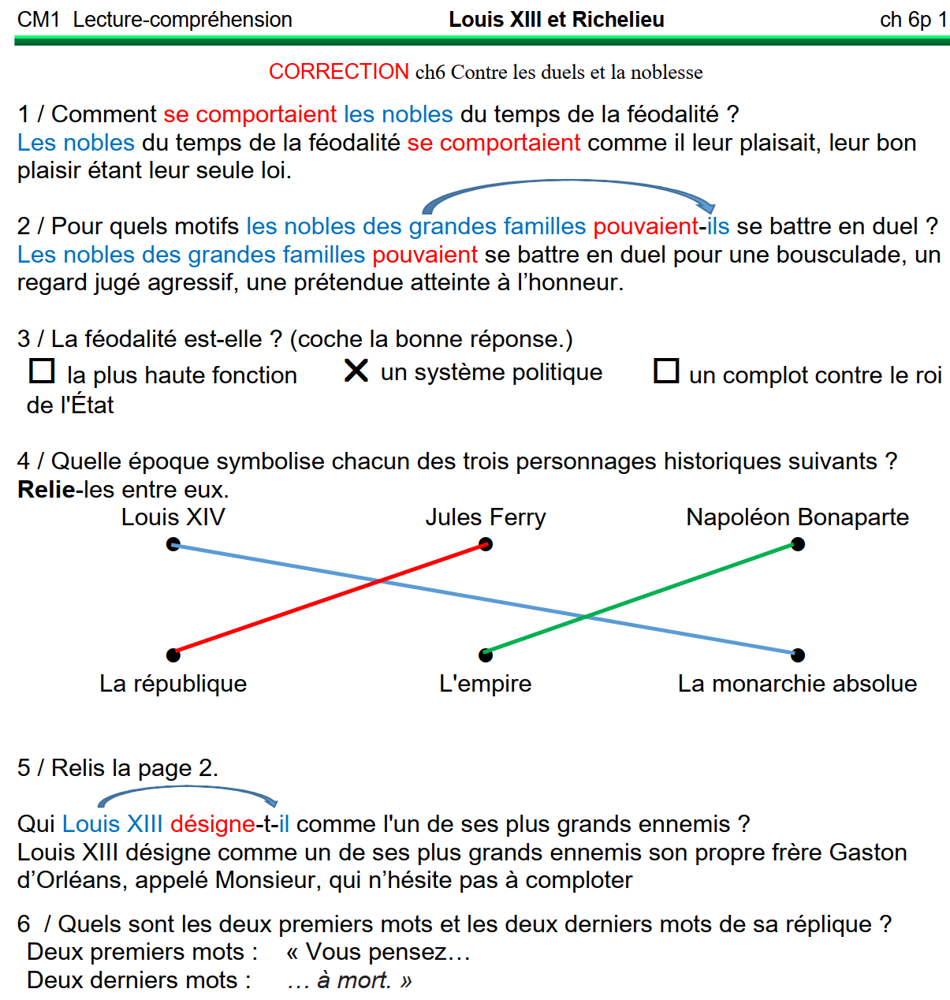 CM1 Lecture-compréhension Louis XIII et Richelieu ch 6p 1
CORRECTION ch6 Contre les duels et la noblesse
1 / Comment se comportaient les nobles du temps de la féodalité ?
Les nobles du temps de la féodalité se comportaient comme il leur plaisait, leur bon
plaisir étant leur seule loi.
2 / Pour quels motifs les nobles des grandes familles pouvaient-ils se battre en duel ?
Les nobles des grandes familles pouvaient se battre en duel pour une bousculade, un
regard jugé agressif, une prétendue atteinte à l’honneur.
3 / La féodalité est-elle ? (coche la bonne réponse.)
la plus haute fonction un système politique un complot contre le roi
de l'État
4 / Quelle époque symbolise chacun des trois personnages historiques suivants ?
Relie-les entre eux.
Louis XIV Jules Ferry Napoléon Bonaparte
La république L'empire La monarchie absolue
5 / Relis la page 2.
Qui Louis XIII désigne-t-il comme l'un de ses plus grands ennemis ?
Louis XIII désigne comme un de ses plus grands ennemis son propre frère Gaston
d’Orléans, appelé Monsieur, qui n’hésite pas à comploter
6 / Quels sont les deux premiers mots et les deux derniers mots de sa réplique ?
Deux premiers mots : « Vous pensez…
Deux derniers mots : … à mort. »